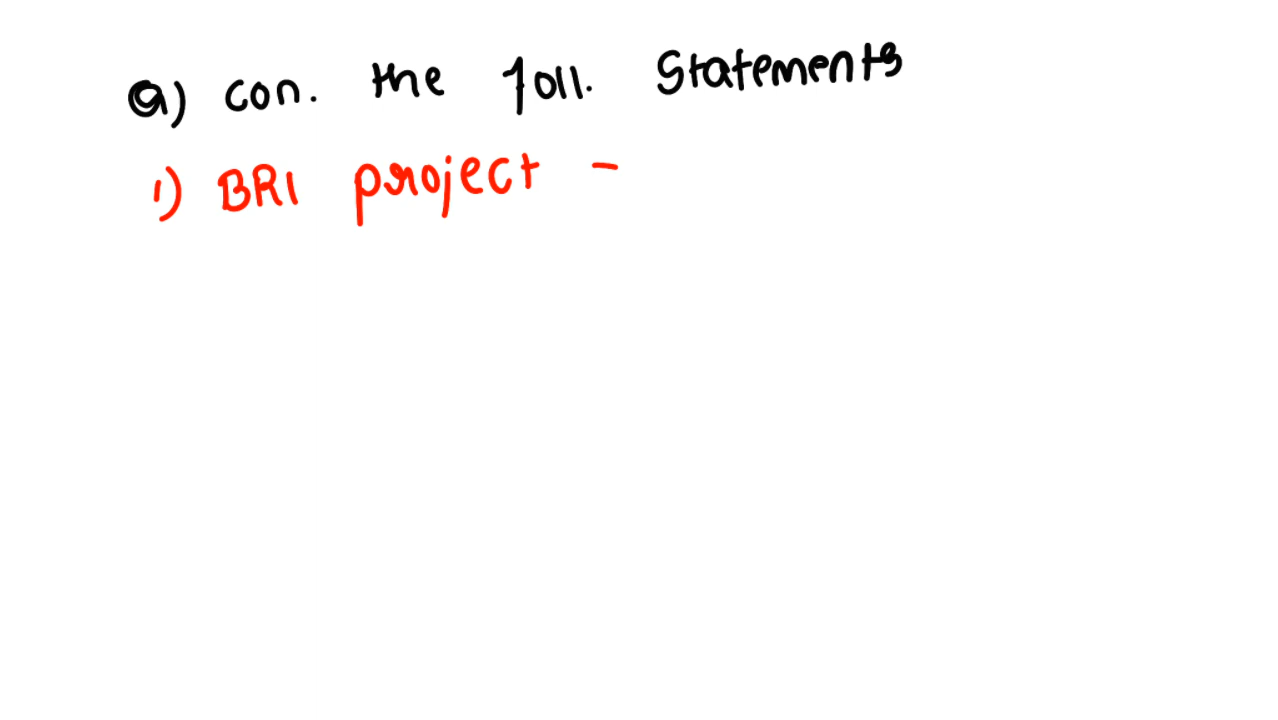 Q) con. the foll. Statements
1) BRI project -